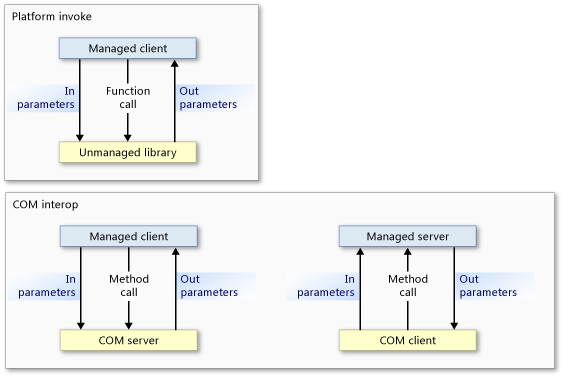 Platform invoke
Managed client
In
parameters
Function
call
Out
parameters
Unmanaged library
COM interop
Managed client
In
parameters
Method
call
Out
parameters
COM server
Managed server
In
parameters
Method
call
Out
parameters
COM client